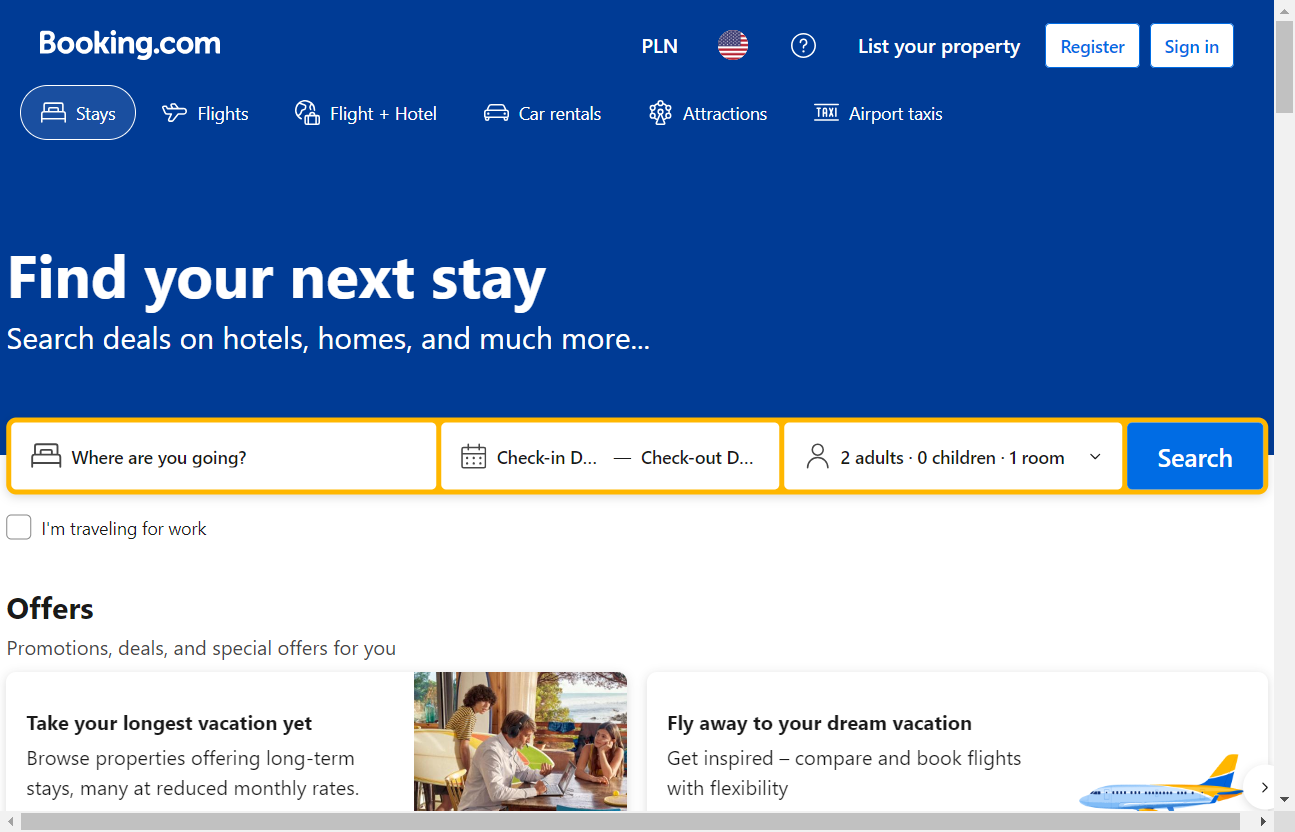 Booking.com
PLN
List your property
Register
Sign in
Stays
Flights
Flight + Hotel
Car rentals
Attractions
TAXI
Airport taxis
Find your next stay
Search deals on hotels, homes, and much more...
Where are you going?
Check-in D... — Check-out D...
2 adults · 0 children · 1 room
Search
I'm traveling for work
Offers
Promotions, deals, and special offers for you
Take your longest vacation yet
Browse properties offering long-term
stays, many at reduced monthly rates.
Fly away to your dream vacation
Get inspired – compare and book flights
with flexibility